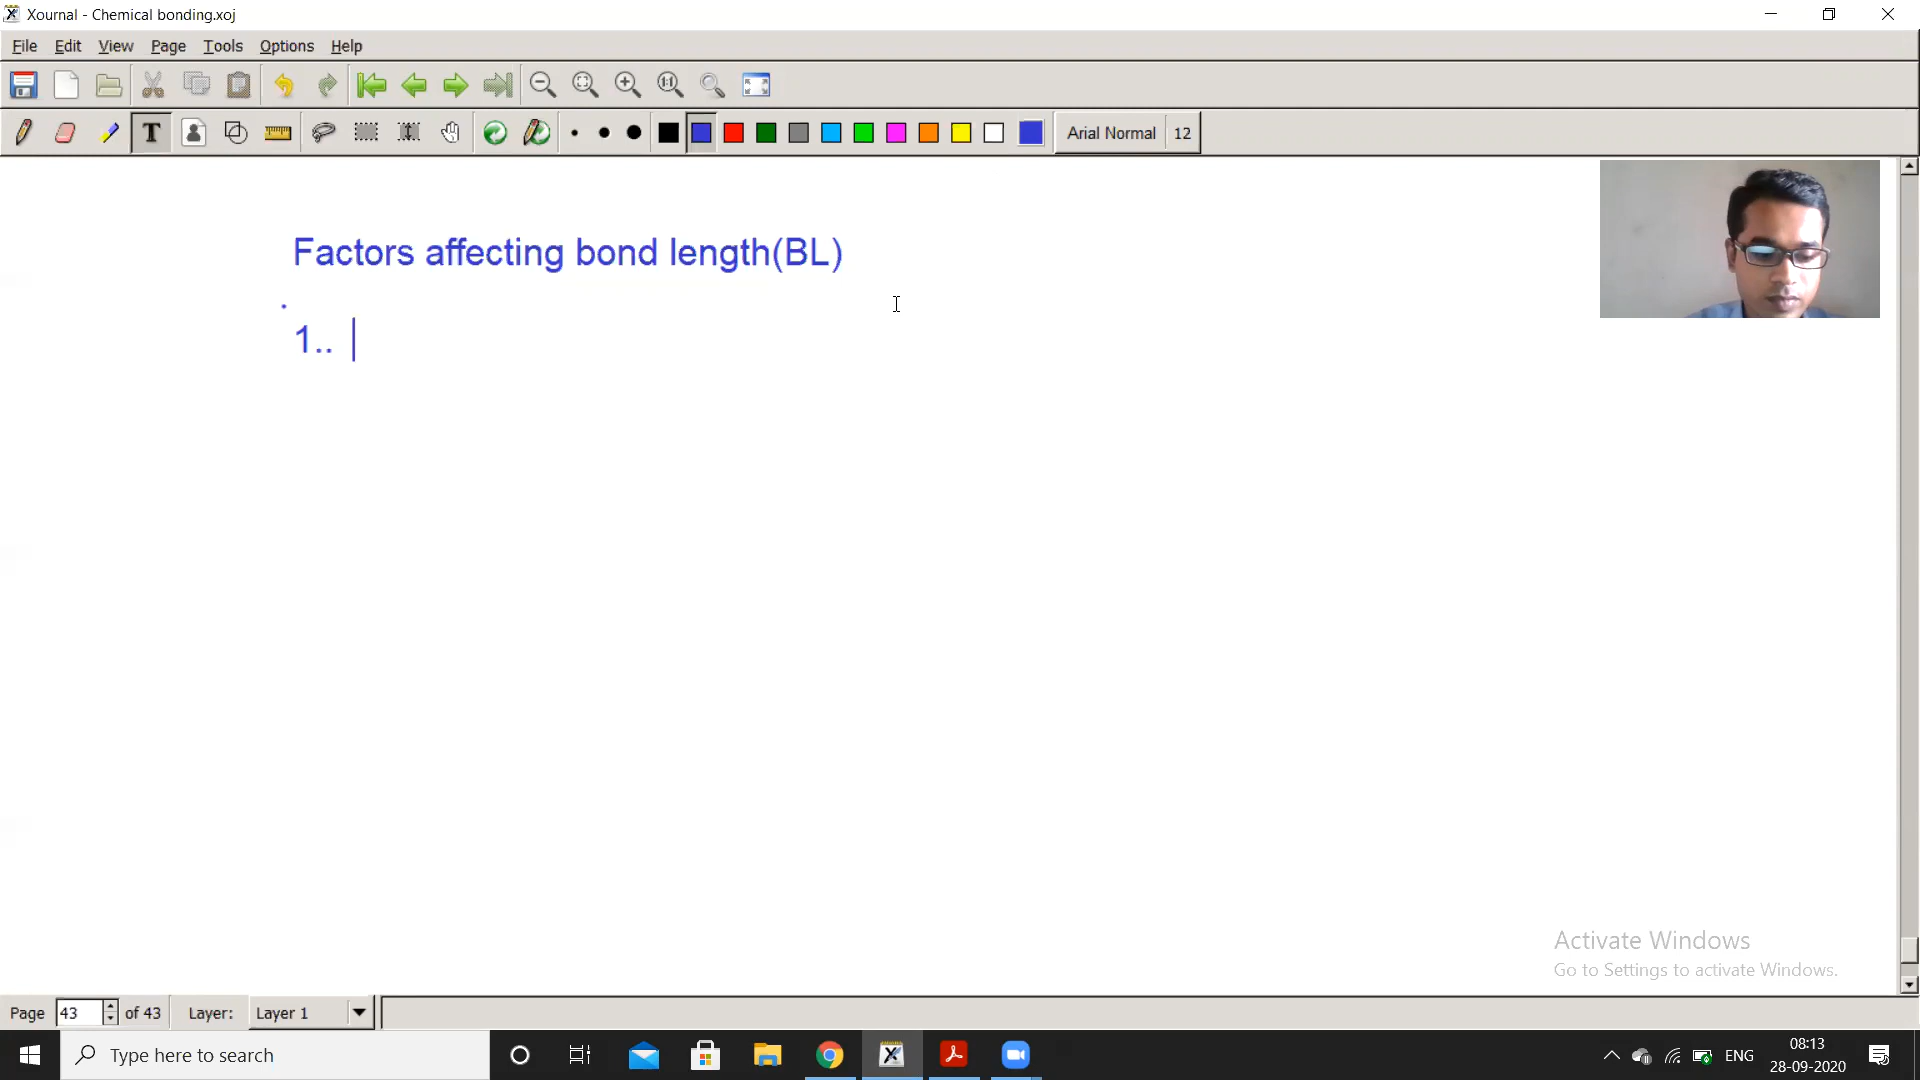 Xournal - Chemical bonding.xoj
File Edit View Page Tools Options Help
T Arial Normal 12
Factors affecting bond length(BL)
1..
Activate Windows
Go to Settings to activate Windows.
Page 43 of 43 Layer: Layer 1
Type here to search
ENG
08:13
28-09-2020